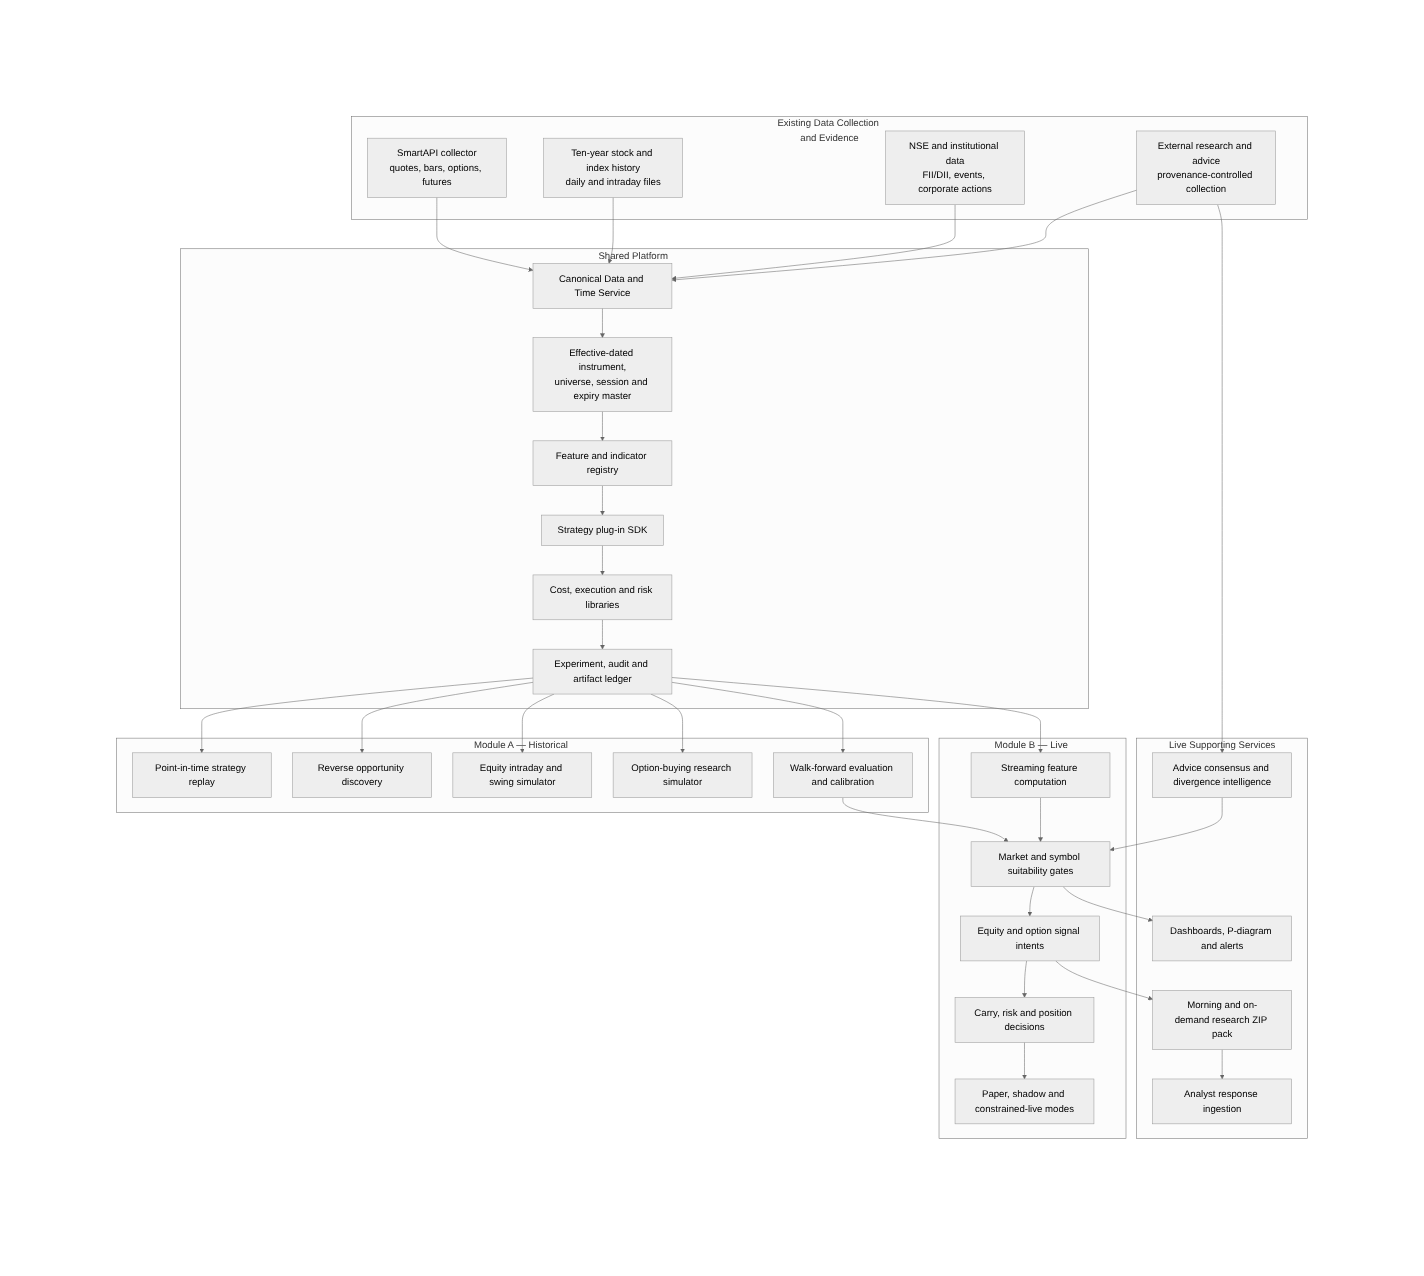 Existing Data Collection
and Evidence
SmartAPI collector
quotes, bars, options,
futures
Ten-year stock and
index history
daily and intraday files
NSE and institutional
data
FII/DII, events,
corporate actions
External research and
advice
provenance-controlled
collection
Shared Platform
Canonical Data and
Time Service
Effective-dated
instrument,
universe, session and
expiry master
Feature and indicator
registry
Strategy plug-in SDK
Cost, execution and risk
libraries
Experiment, audit and
artifact ledger
Module A — Historical
Point-in-time strategy
replay
Reverse opportunity
discovery
Equity intraday and
swing simulator
Option-buying research
simulator
Walk-forward evaluation
and calibration
Module B — Live
Streaming feature
computation
Market and symbol
suitability gates
Equity and option signal
intents
Carry, risk and position
decisions
Paper, shadow and
constrained-live modes
Live Supporting Services
Advice consensus and
divergence intelligence
Dashboards, P-diagram
and alerts
Morning and on-
demand research ZIP
pack
Analyst response
ingestion